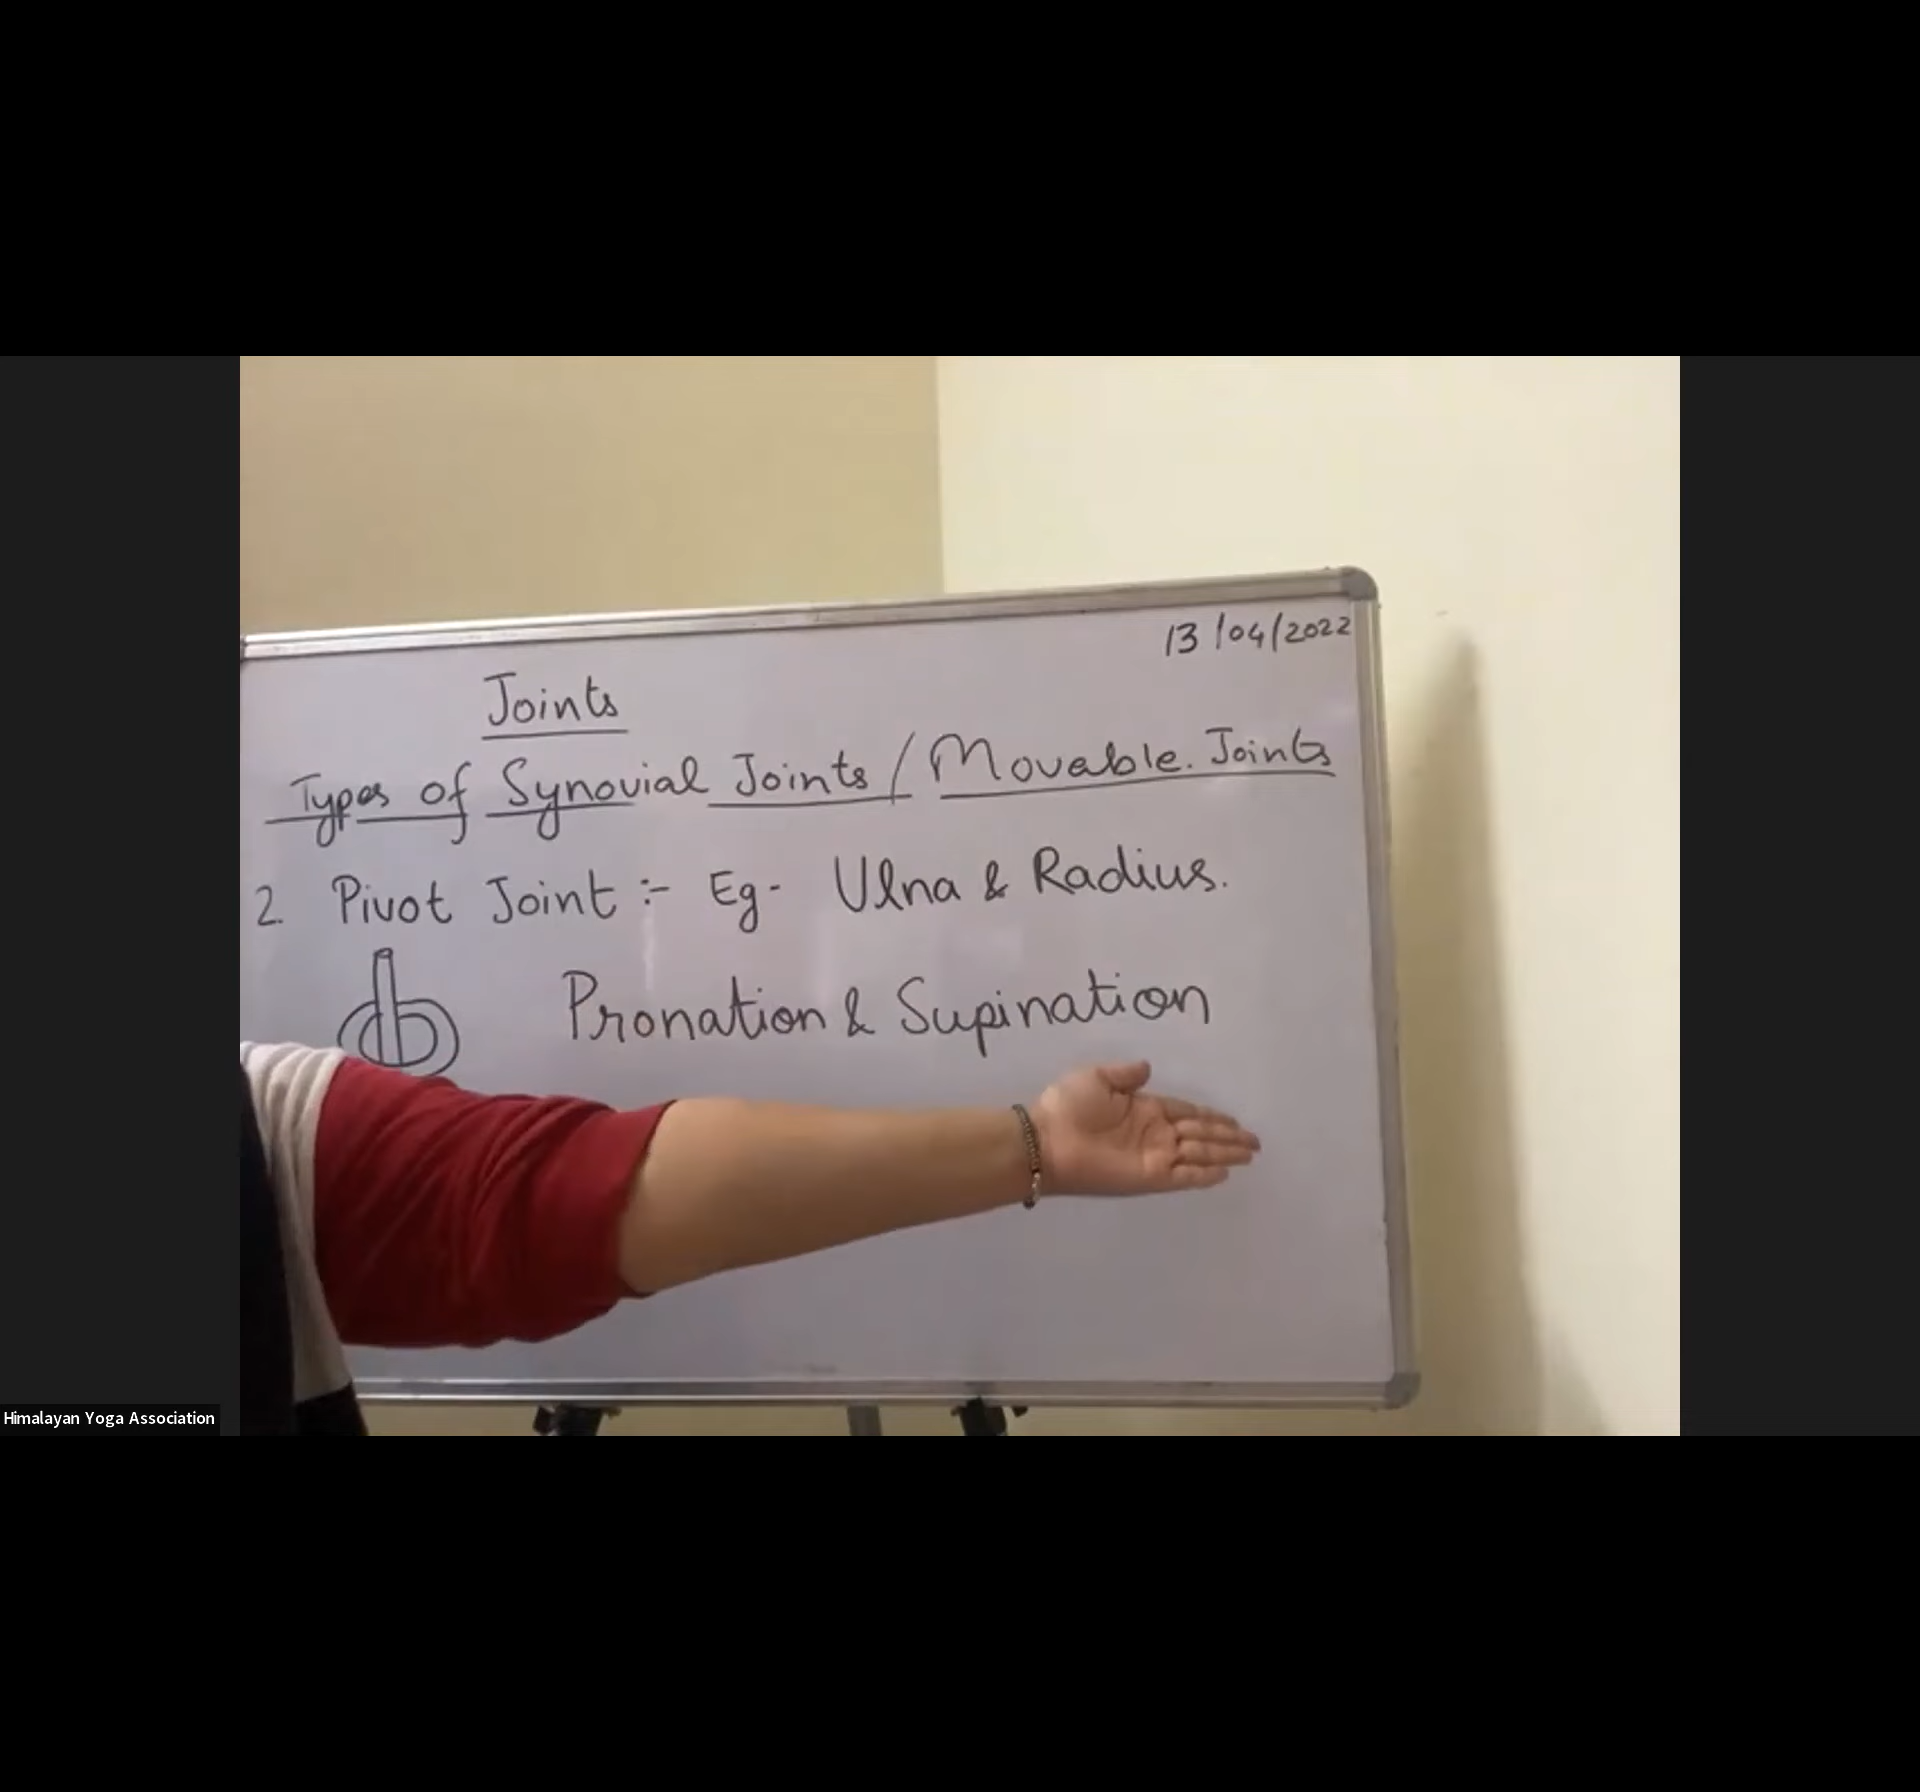 13/04/2022
Joints
Types of Synovial Joints / Movable. Joints
2. Pivot Joint :- Eg- Ulna & Radius.
Pronation & Supination
Himalayan Yoga Association